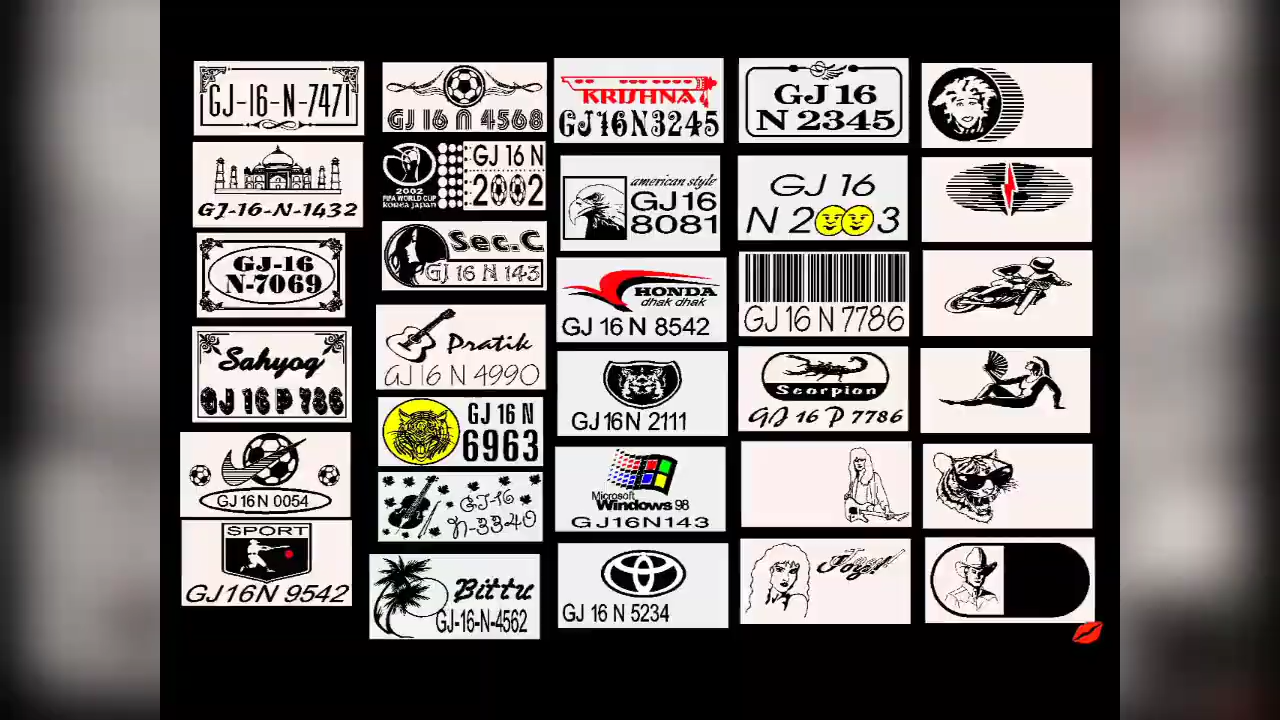 GJ-16-N-7471
GJ-16-N-1432
GJ-16
N-7069
Sahyog
GJ 16 P 786
GJ 16 N 0054
SPORT
GJ16N 9542
GJ 16 N 4568
2002
FIFA WORLD CUP
KOREA JAPAN
GJ 16 N
2002
Sec.C
GJ 16 N 143
Pratik
GJ 16 N 4990
GJ 16 N
6963
GJ-16
N-3340
Bittu
GJ-16-N-4562
KRISHNA
GJ16N3245
american style
GJ16
8081
HONDA
dhak dhak
GJ 16 N 8542
GJ 16N 2111
Microsoft
Windows 98
GJ16N143
GJ 16 N 5234
GJ 16
N 2345
GJ 16
N 2003
GJ 16 N 7786
Scorpion
GJ 16 P 7786